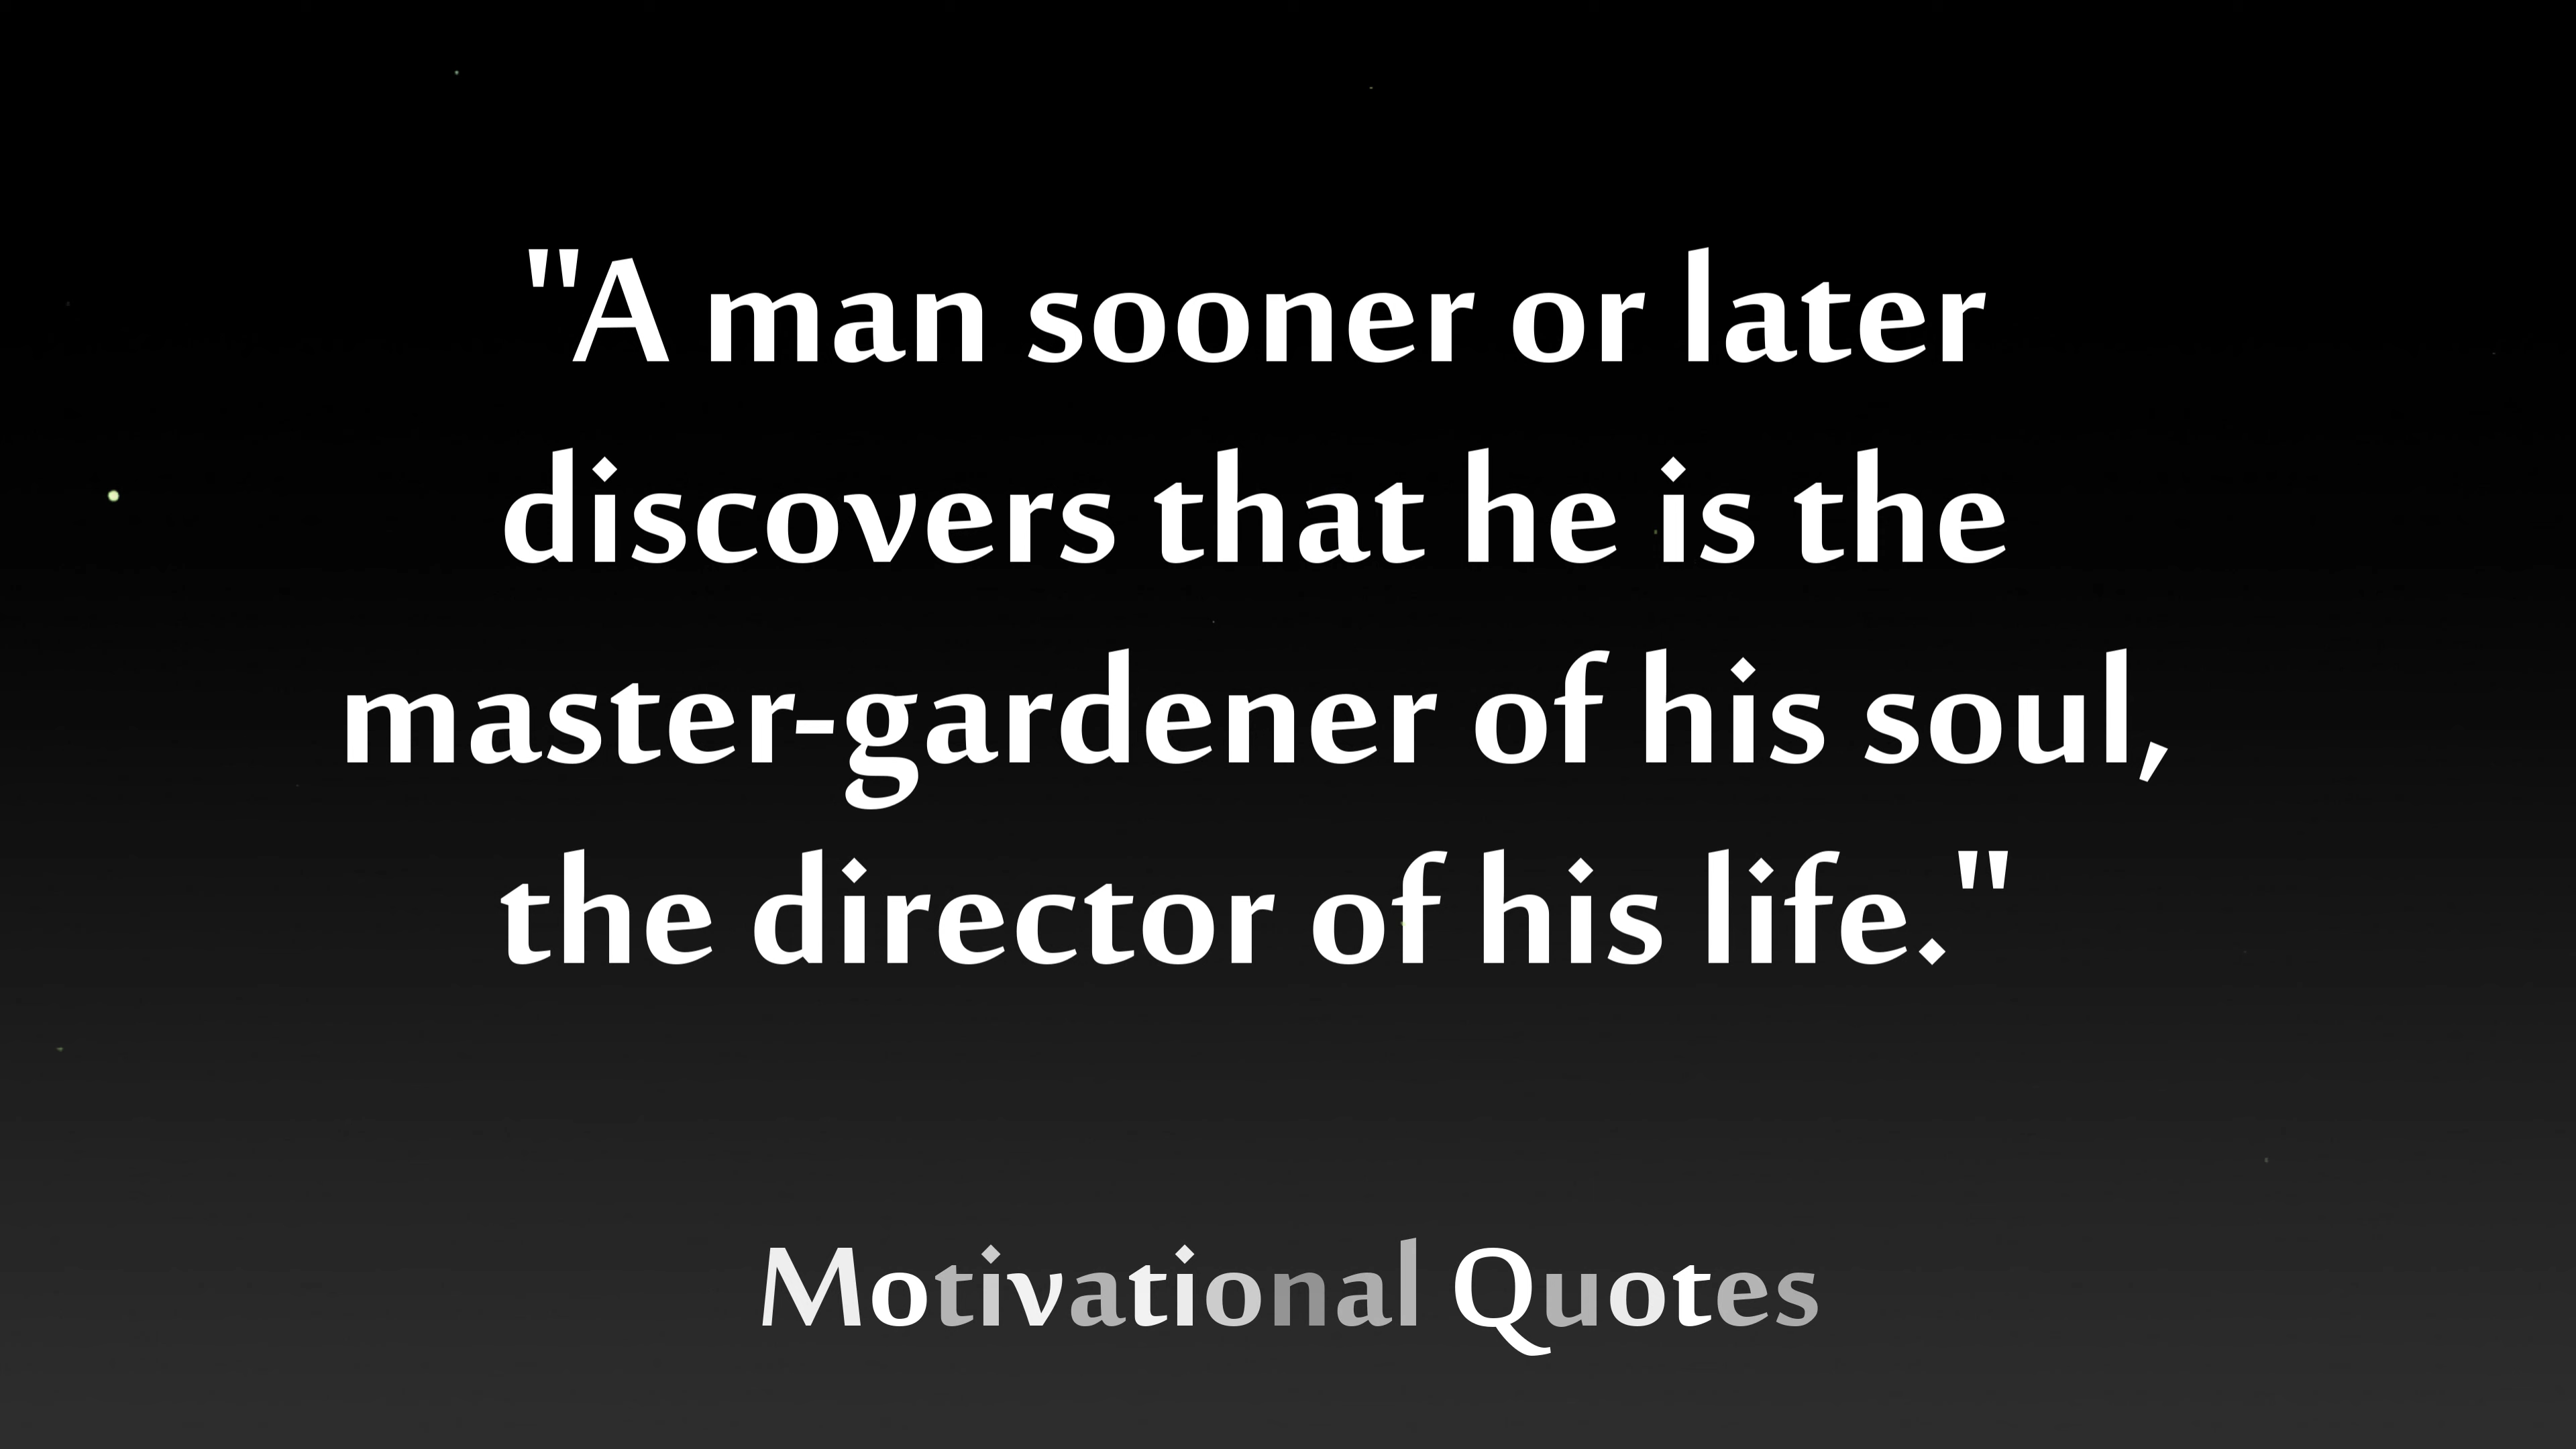 "A man sooner or later
discovers that he is the
master-gardener of his soul,
the director of his life."
Motivational Quotes